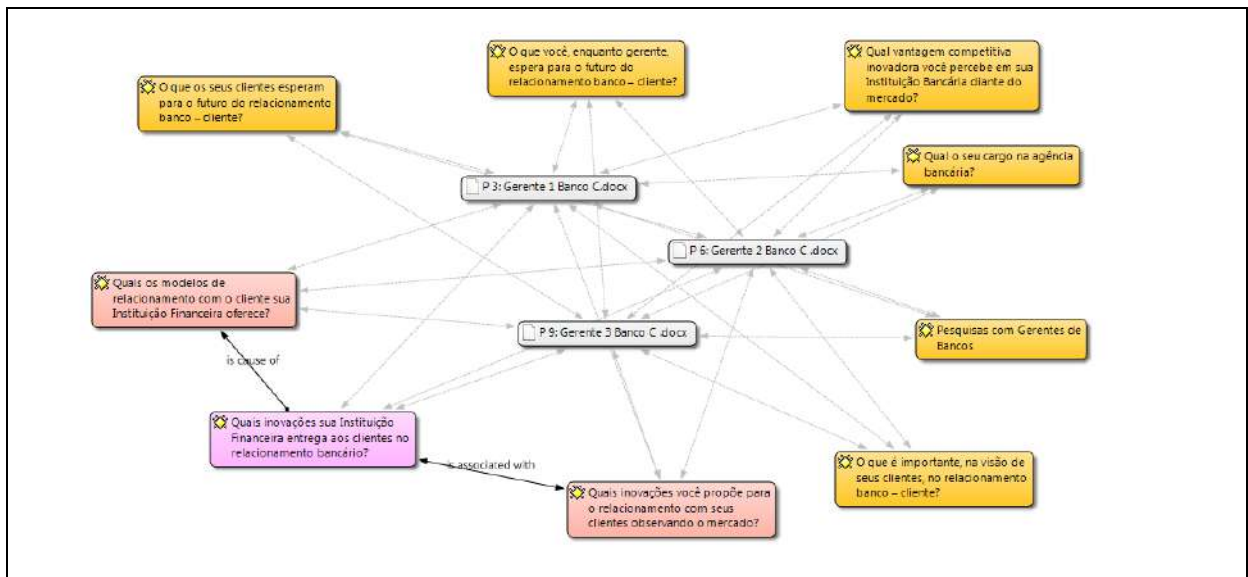 O que você, enquanto gerente,
espera para o futuro do
relacionamento banco – cliente?
Qual vantagem competitiva
inovadora você percebe em sua
Instituição Bancária diante do
mercado?
O que os seus clientes esperam
para o futuro do relacionamento
banco – cliente?
Qual o seu cargo na agência
bancária?
P 3: Gerente 1 Banco C.docx
P 6: Gerente 2 Banco C .docx
Quais os modelos de
relacionamento com o cliente sua
Instituição Financeira oferece?
P 9: Gerente 3 Banco C .docx
Pesquisas com Gerentes de
Bancos
is cause of
Quais inovações sua Instituição
Financeira entrega aos clientes no
relacionamento bancário?
is associated with
O que é importante, na visão de
seus clientes, no relacionamento
banco – cliente?
Quais inovações você propõe para
o relacionamento com seus
clientes observando o mercado?